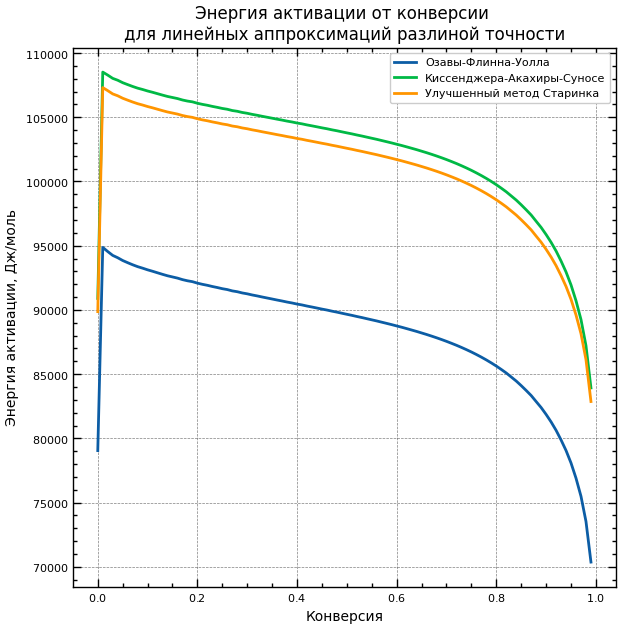 Энергия активации от конверсии
для линейных аппроксимаций разлиной точности
Озавы-Флинна-Уолла
Киссенджера-Акахиры-Суносе
Улучшенный метод Старинка
Энергия активации, Дж/моль
110000
105000
100000
95000
90000
85000
80000
75000
70000
0.0 0.2 0.4 0.6 0.8 1.0
Конверсия